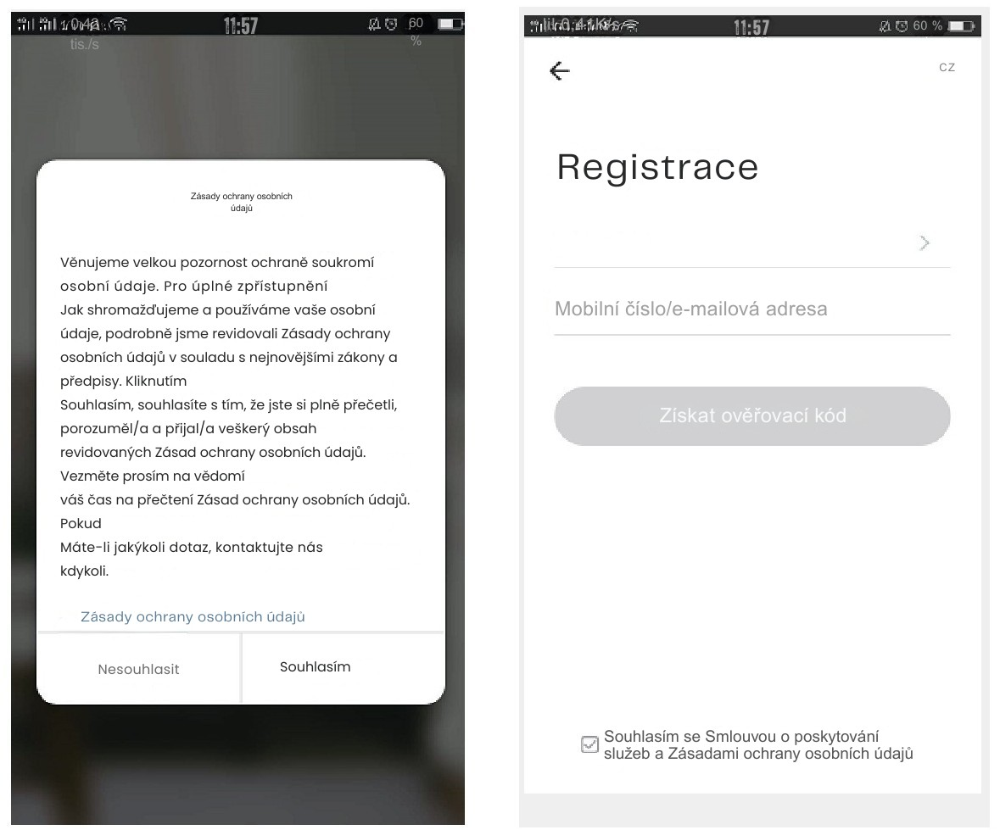 11:57
60
%
tis./s
Zásady ochrany osobních
údajů
Věnujeme velkou pozornost ochraně soukromí
osobní údaje. Pro úplné zpřístupnění
Jak shromažďujeme a používáme vaše osobní
údaje, podrobně jsme revidovali Zásady ochrany
osobních údajů v souladu s nejnovějšími zákony a
předpisy. Kliknutím
Souhlasím, souhlasíte s tím, že jste si plně přečetli,
porozuměl/a a přijal/a veškerý obsah
revidovaných Zásad ochrany osobních údajů.
Vezměte prosím na vědomí
váš čas na přečtení Zásad ochrany osobních údajů.
Pokud
Máte-li jakýkoli dotaz, kontaktujte nás
kdykoli.
Zásady ochrany osobních údajů
Nesouhlasit
Souhlasím
11:57
60 %
CZ
Registrace
Mobilní číslo/e-mailová adresa
Získat ověřovací kód
Souhlasím se Smlouvou o poskytování
služeb a Zásadami ochrany osobních údajů